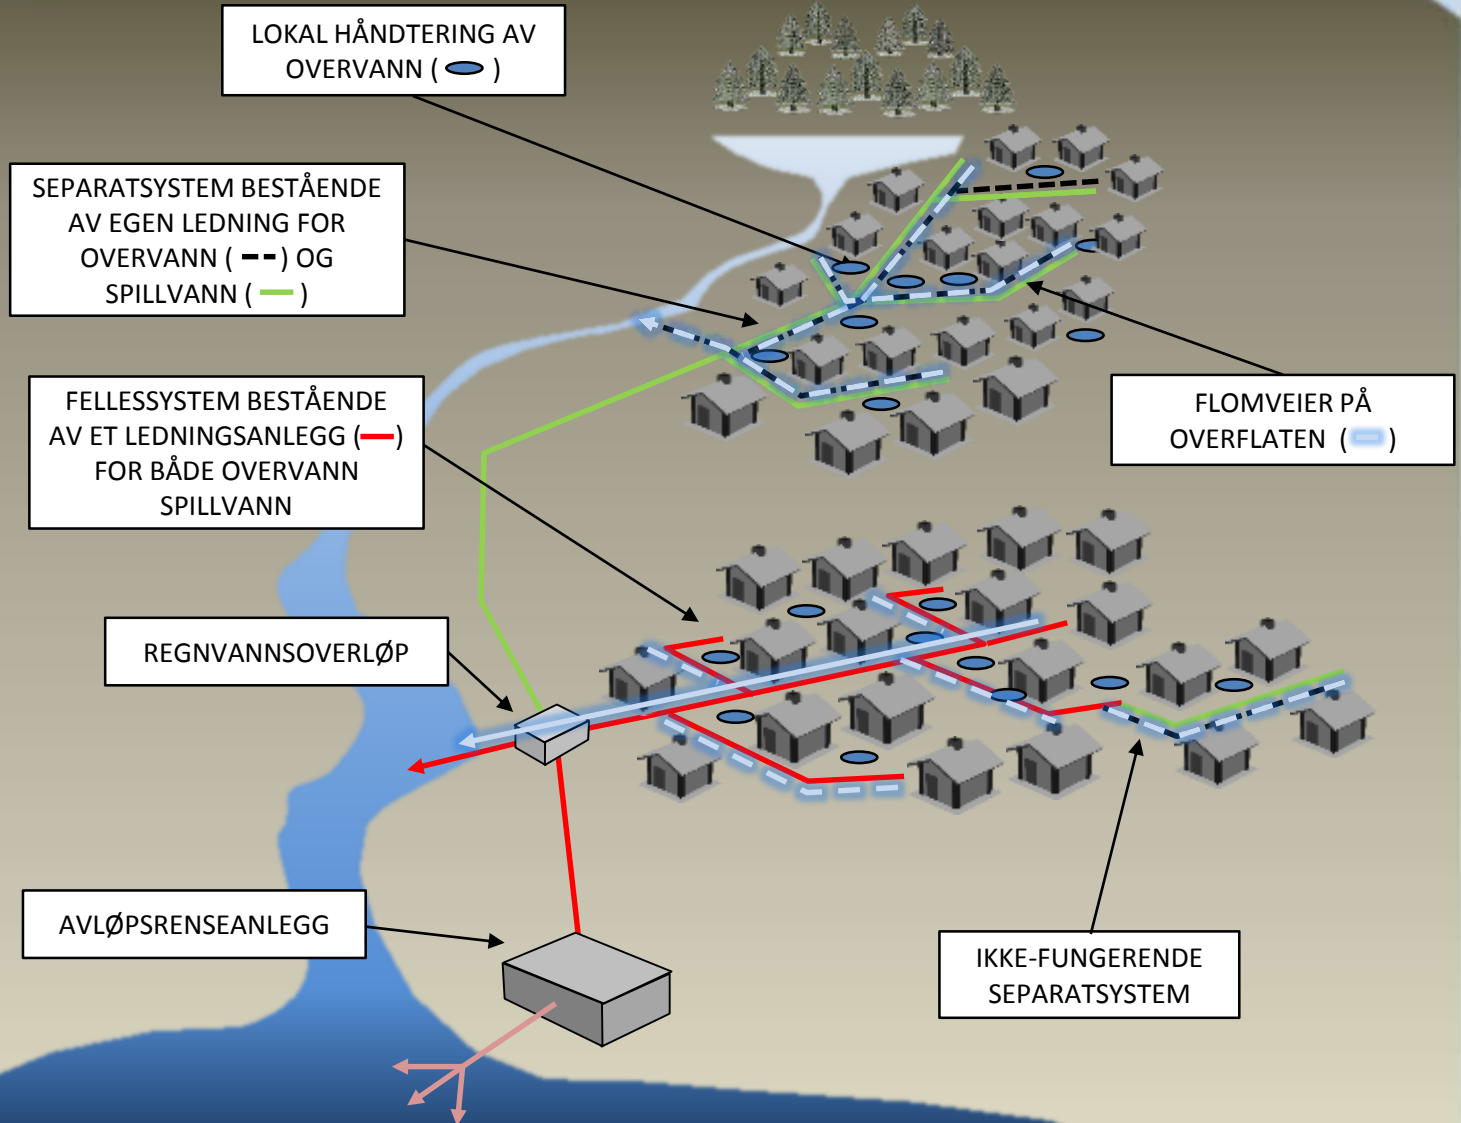 LOKAL HÅNDTERING AV
OVERVANN ( )
SEPARATSYSTEM BESTÅENDE
AV EGEN LEDNING FOR
OVERVANN ( ) OG
SPILLVANN ( )
FELLESSYSTEM BESTÅENDE
AV ET LEDNINGSANLEGG ( )
FOR BÅDE OVERVANN
SPILLVANN
FLOMVEIER PÅ
OVERFLATEN ( )
REGNVANNSOVERLØP
AVLØPSRENSEANLEGG
IKKE-FUNGERENDE
SEPARATSYSTEM